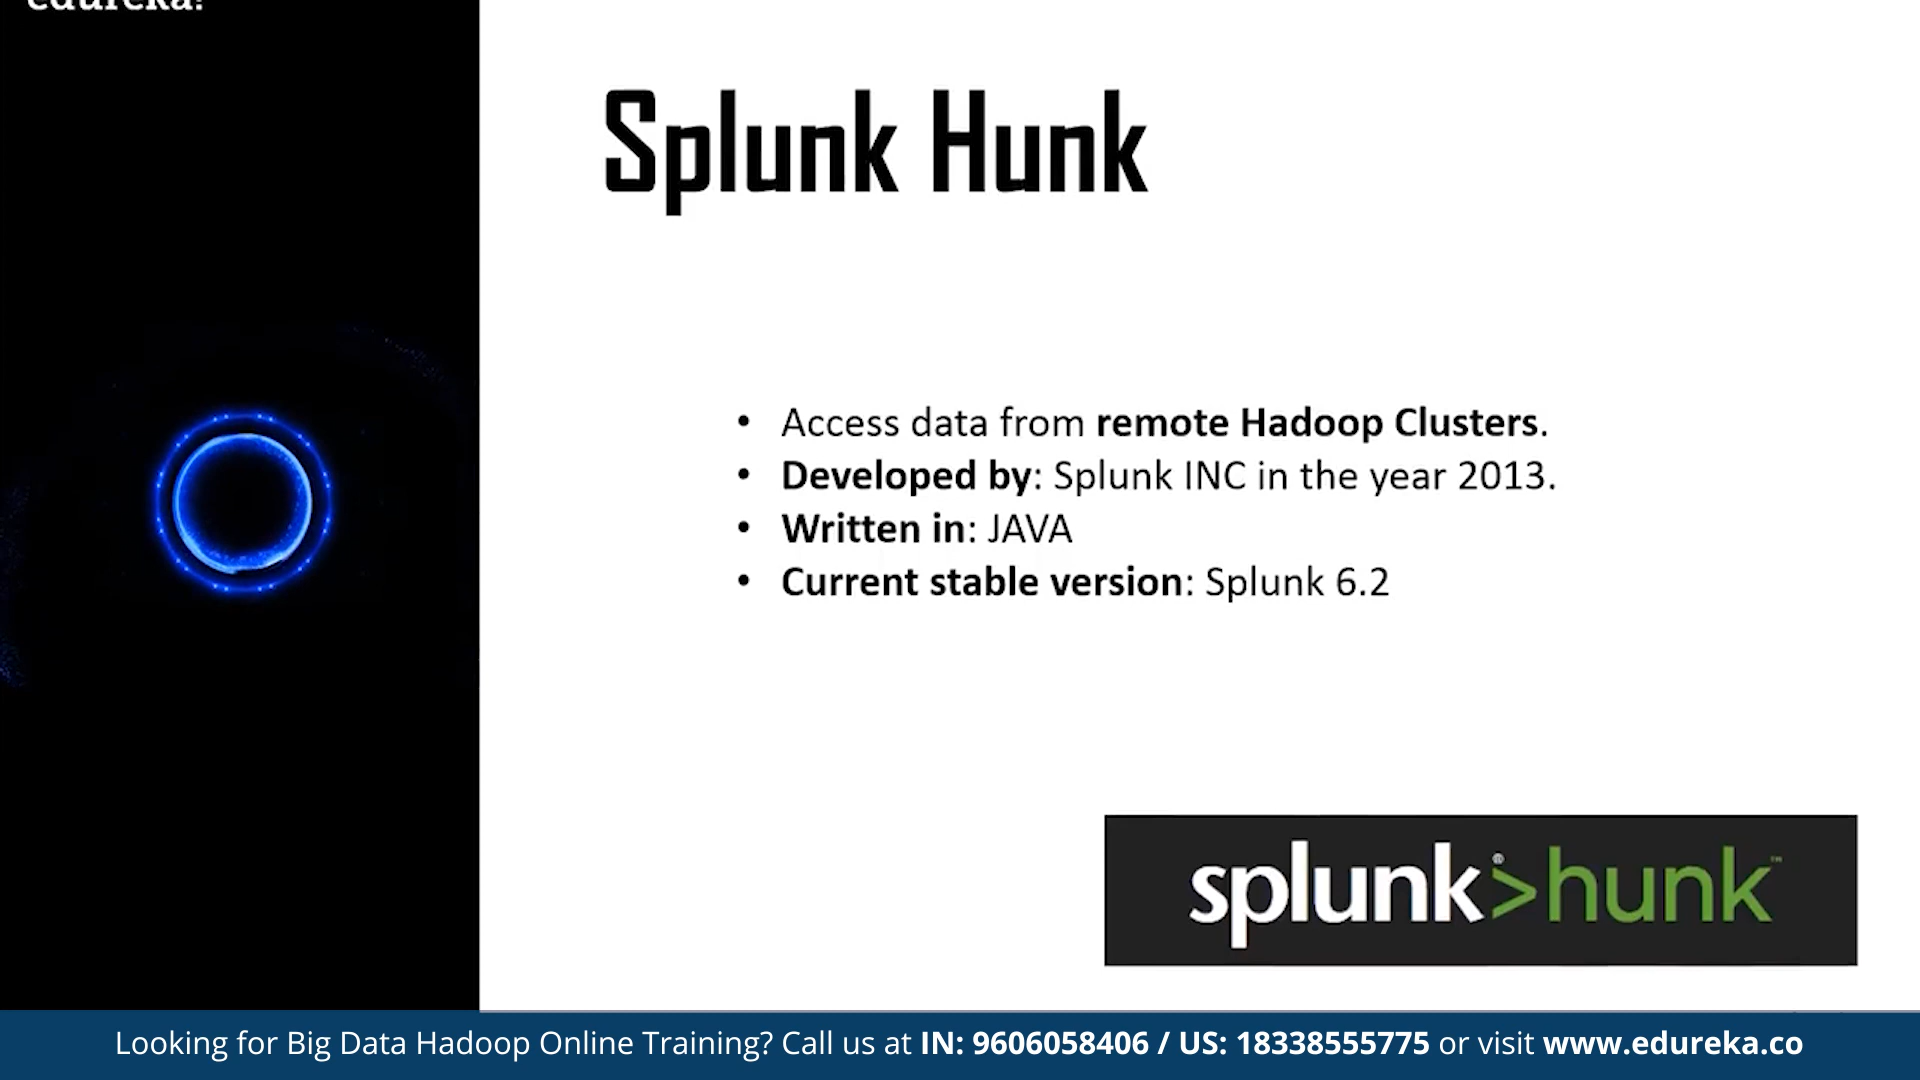 edureka!
Splunk Hunk
• Access data from remote Hadoop Clusters.
• Developed by: Splunk INC in the year 2013.
• Written in: JAVA
• Current stable version: Splunk 6.2
splunk®>hunk™
Looking for Big Data Hadoop Online Training? Call us at IN: 9606058406 / US: 18338555775 or visit www.edureka.co